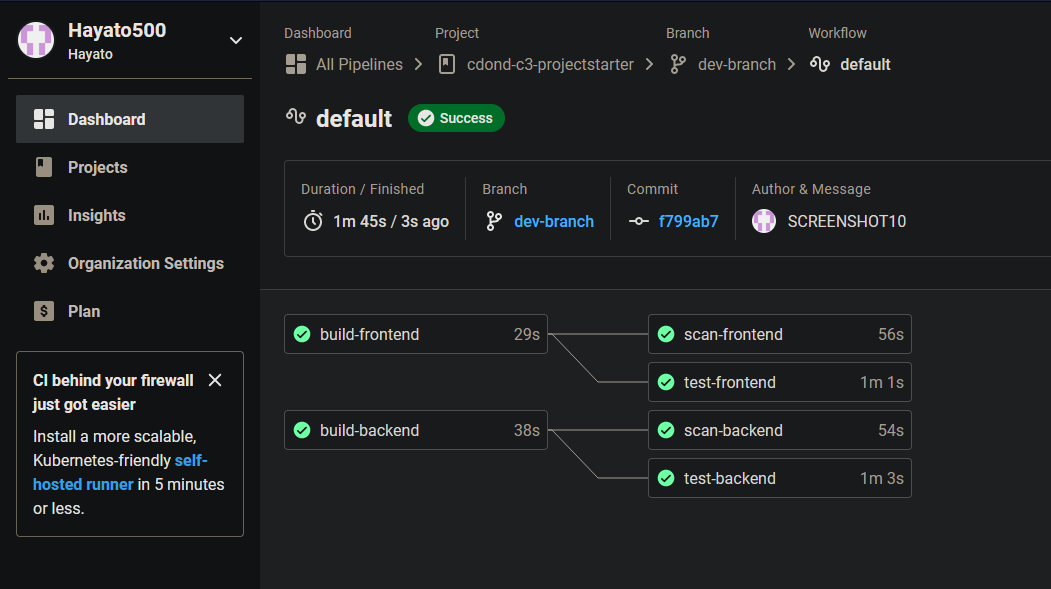 Hayato500
Hayato
Dashboard
Projects
Insights
Organization Settings
Plan
CI behind your firewall
just got easier
Install a more scalable,
Kubernetes-friendly self-
hosted runner in 5 minutes
or less.
Dashboard Project Branch Workflow
All Pipelines cdond-c3-projectstarter dev-branch default
default Success
Duration / Finished Branch Commit Author & Message
1m 45s / 3s ago dev-branch f799ab7 SCREENSHOT10
build-frontend 29s scan-frontend 56s
test-frontend 1m 1s
build-backend 38s scan-backend 54s
test-backend 1m 3s